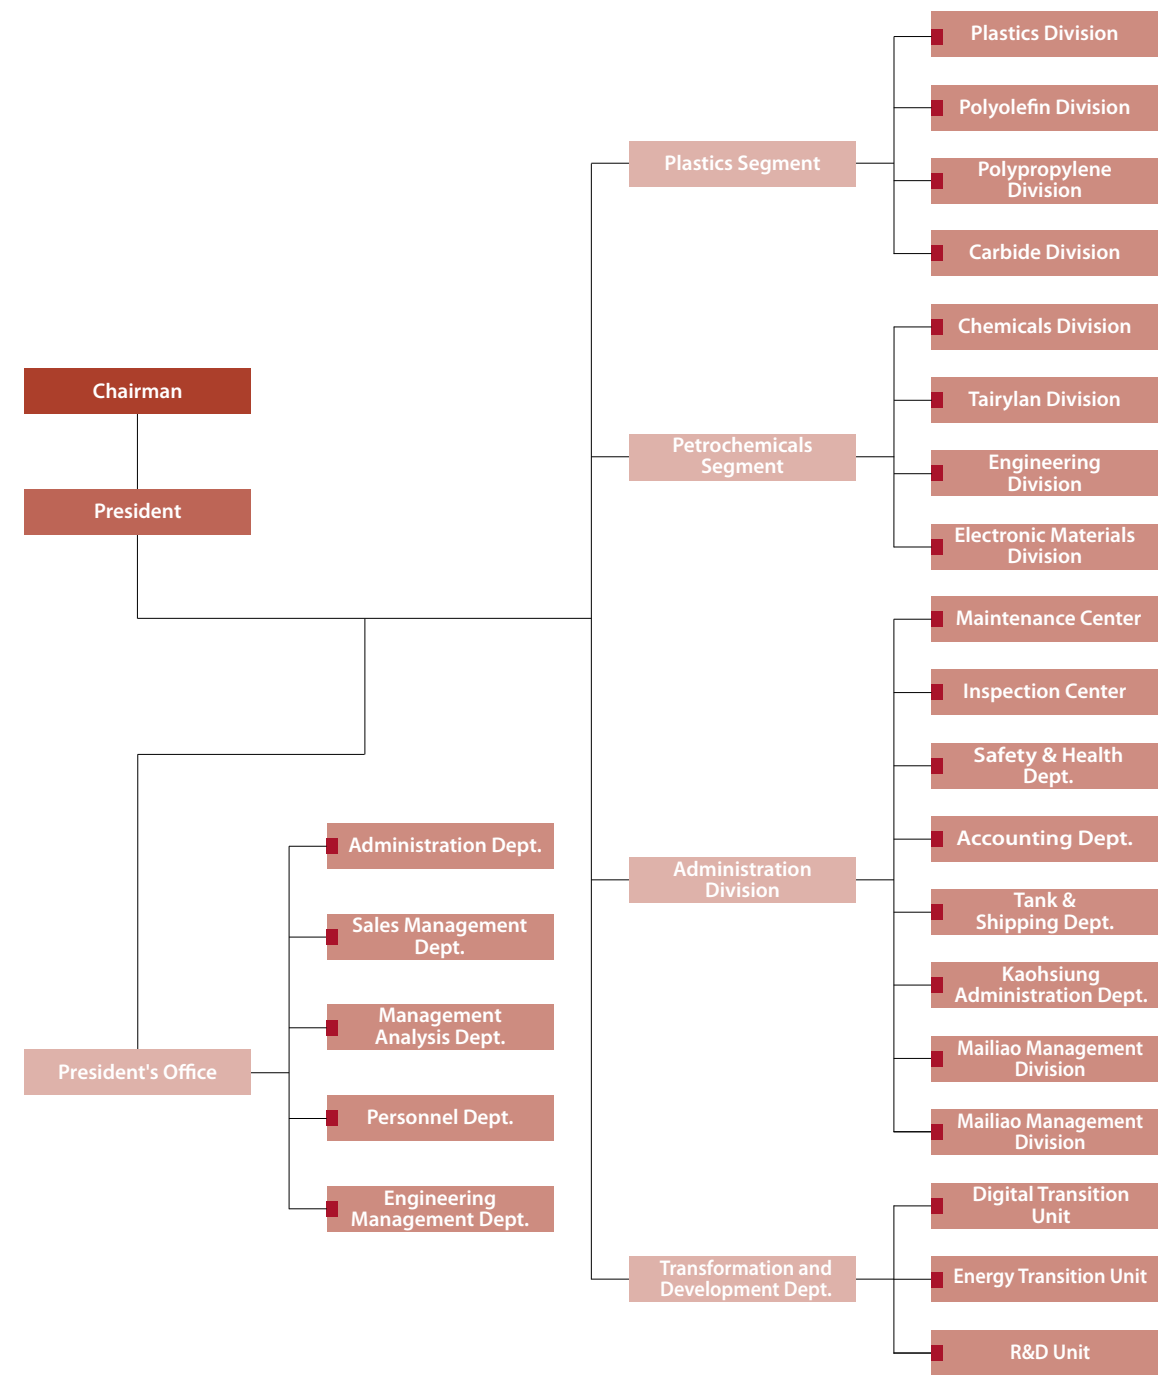 Chairman
President
President's Office
Administration Dept.
Sales Management
Dept.
Management
Analysis Dept.
Personnel Dept.
Engineering
Management Dept.
Plastics Segment
Plastics Division
Polyolefin Division
Polypropylene
Division
Carbide Division
Petrochemicals
Segment
Chemicals Division
Tairylan Division
Engineering
Division
Electronic Materials
Division
Administration
Division
Maintenance Center
Inspection Center
Safety & Health
Dept.
Accounting Dept.
Tank &
Shipping Dept.
Kaohsiung
Administration Dept.
Mailiao Management
Division
Mailiao Management
Division
Transformation and
Development Dept.
Digital Transition
Unit
Energy Transition Unit
R&D Unit